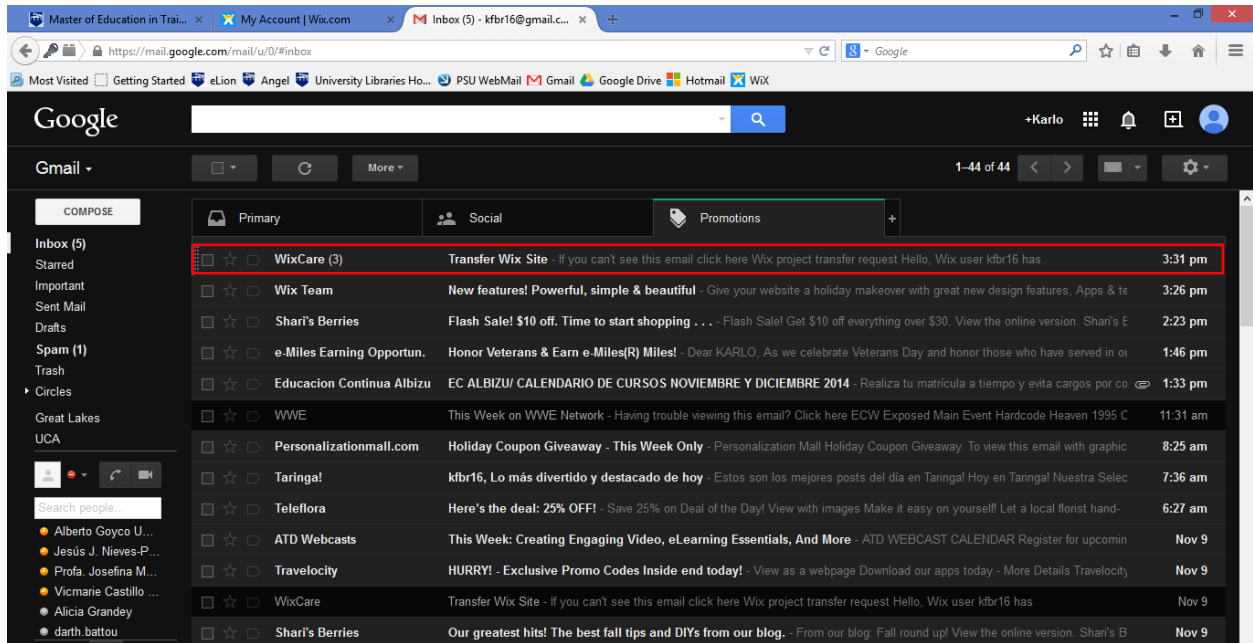 Master of Education in Trai... × My Account | Wix.com × Inbox (5) - kfbr16@gmail.c... × +
https://mail.google.com/mail/u/0/#inbox Google
Most Visited Getting Started eLion Angel University Libraries Ho... PSU WebMail Gmail Google Drive Hotmail WiX
Google +Karlo
Gmail More 1–44 of 44
COMPOSE Primary Social Promotions +
Inbox (5)
Starred
Important
Sent Mail
Drafts
Spam (1)
Trash
Circles
Great Lakes
UCA
Search people...
Alberto Goyco U...
Jesús J. Nieves-P...
Profa. Josefina M...
Vicmarie Castillo ...
Alicia Grandey
darth.battou
WixCare (3) Transfer Wix Site - If you can't see this email click here Wix project transfer request Hello, Wix user kfbr16 has 3:31 pm
Wix Team New features! Powerful, simple & beautiful - Give your website a holiday makeover with great new design features, Apps & te 3:26 pm
Shari's Berries Flash Sale! $10 off. Time to start shopping . . . - Flash Sale! Get $10 off everything over $30. View the online version. Shari's 2:23 pm
e-Miles Earning Opportun. Honor Veterans & Earn e-Miles(R) Miles! - Dear KARLO, As we celebrate Veterans Day and honor those who have served in 1:46 pm
Educacion Continua Albizu EC ALBIZU/ CALENDARIO DE CURSOS NOVIEMBRE Y DICIEMBRE 2014 - Realiza tu matrícula a tiempo y evita cargos por co 1:33 pm
WWE This Week on WWE Network - Having trouble viewing this email? Click here ECW Exposed Main Event Hardcode Heaven 1995 11:31 am
Personalizationmall.com Holiday Coupon Giveaway - This Week Only - Personalization Mall Holiday Coupon Giveaway. To view this email with graphic 8:25 am
Taringa! kfbr16, Lo más divertido y destacado de hoy - Estos son los mejores posts del día en Taringa! Hoy en Taringa! Nuestra Selec 7:36 am
Teleflora Here's the deal: 25% OFF! - Save 25% on Deal of the Day! View with images Make it easy on yourself! Let a local florist hand- 6:27 am
ATD Webcasts This Week: Creating Engaging Video, eLearning Essentials, And More - ATD WEBCAST CALENDAR Register for upcomin Nov 9
Travelocity HURRY! - Exclusive Promo Codes Inside end today! - View as a webpage Download our apps today - More Details Travelocity Nov 9
WixCare Transfer Wix Site - If you can't see this email click here Wix project transfer request Hello, Wix user kfbr16 has Nov 9
Shari's Berries Our greatest hits! The best fall tips and DIYs from our blog. - From our blog: Fall round up! View the online version. Shari's B Nov 9